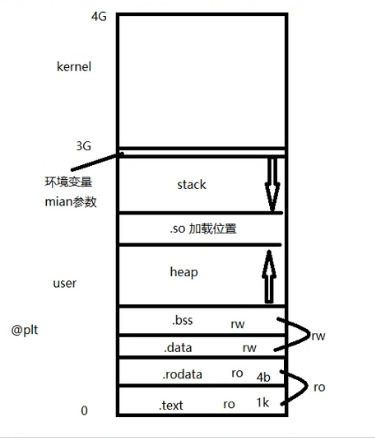 4G
kernel
3G
环境变量
mian参数
stack
.so 加载位置
heap
user
.bss rw
@plt
rw
.data rw
.rodata ro 4b
ro
.text ro 1k
0